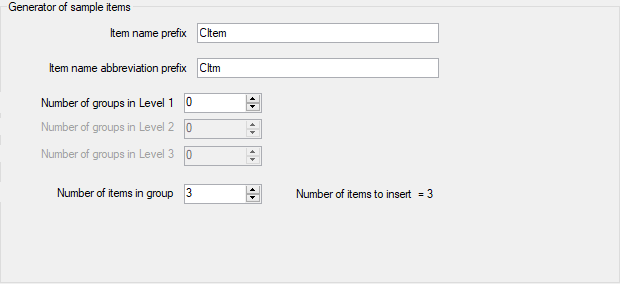 Generator of sample items
Item name prefix CItem
Item name abbreviation prefix CItm
Number of groups in Level 1 0
Number of groups in Level 2 0
Number of groups in Level 3 0
Number of items in group 3 Number of items to insert = 3